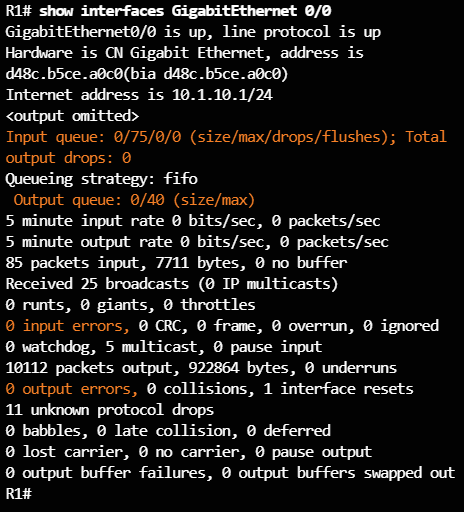 R1# show interfaces GigabitEthernet 0/0
GigabitEthernet0/0 is up, line protocol is up
Hardware is CN Gigabit Ethernet, address is
d48c.b5ce.a0c0(bia d48c.b5ce.a0c0)
Internet address is 10.1.10.1/24
<output omitted>
Input queue: 0/75/0/0 (size/max/drops/flushes); Total
output drops: 0
Queueing strategy: fifo
Output queue: 0/40 (size/max)
5 minute input rate 0 bits/sec, 0 packets/sec
5 minute output rate 0 bits/sec, 0 packets/sec
85 packets input, 7711 bytes, 0 no buffer
Received 25 broadcasts (0 IP multicasts)
0 runts, 0 giants, 0 throttles
0 input errors, 0 CRC, 0 frame, 0 overrun, 0 ignored
0 watchdog, 5 multicast, 0 pause input
10112 packets output, 922864 bytes, 0 underruns
0 output errors, 0 collisions, 1 interface resets
11 unknown protocol drops
0 babbles, 0 late collision, 0 deferred
0 lost carrier, 0 no carrier, 0 pause output
0 output buffer failures, 0 output buffers swapped out
R1#